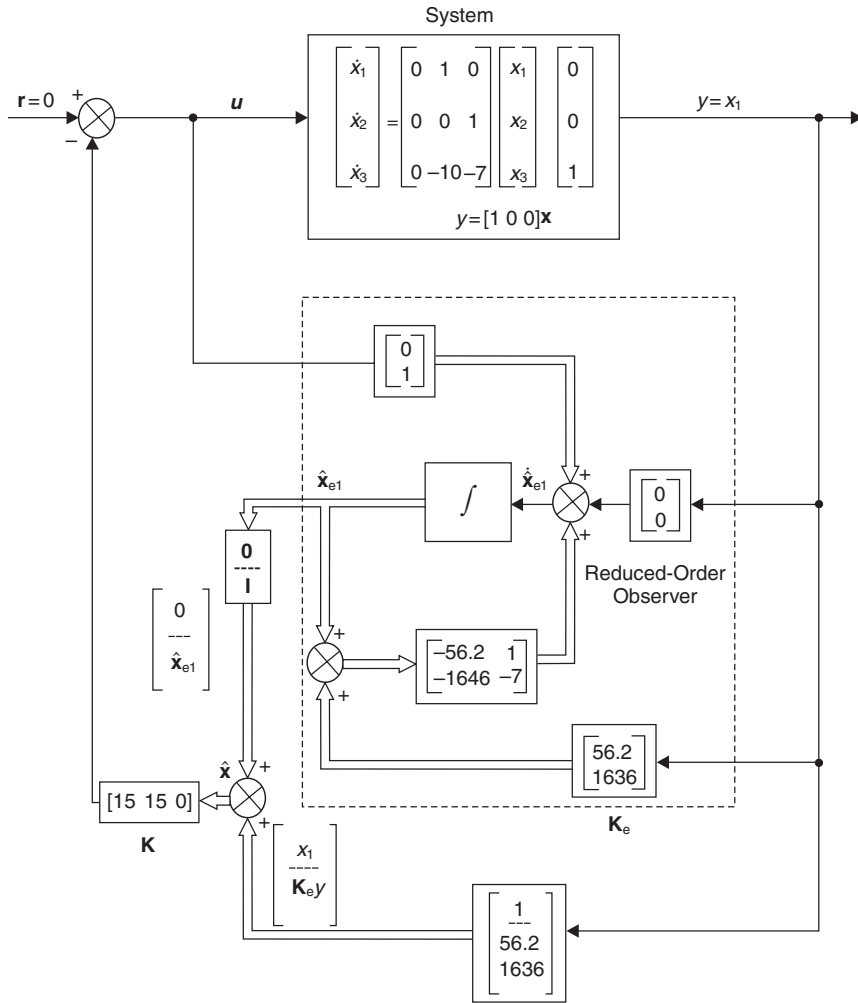 System
r = 0
+
−
u
ẋ1
ẋ2
ẋ3
=
0 1 0
0 0 1
0 −10 −7
x1
x2
x3
0
0
1
y = [1 0 0]x
y = x1
0
1
x̂e1
∫
x̂̇e1
+
+
0
0
Reduced-Order
Observer
0
----
I
0
---
x̂e1
+
+
−56.2 1
−1646 −7
56.2
1636
Ke
x̂
+
+
[15 15 0]
K
x1
----
Key
1
---
56.2
1636